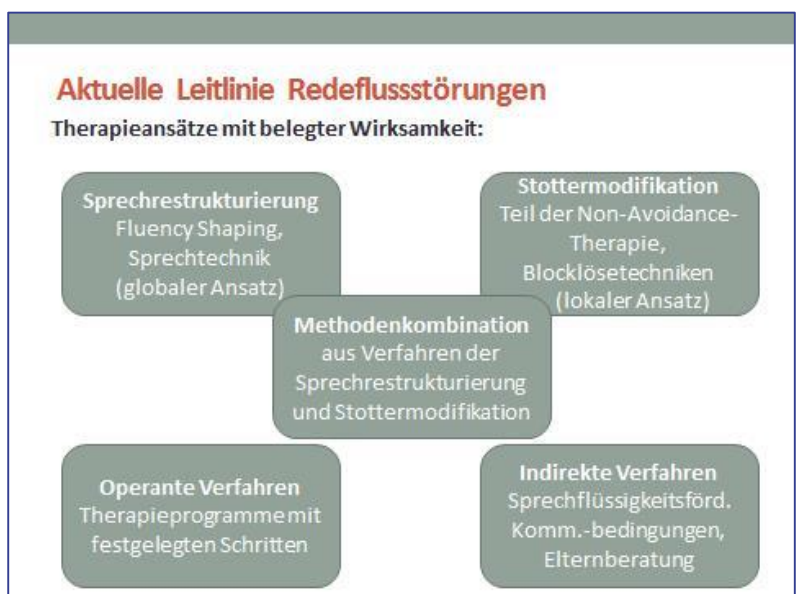 Aktuelle Leitlinie Redeflussstörungen
Therapieansätze mit belegter Wirksamkeit:
Sprechrestrukturierung
Fluency Shaping,
Sprechtechnik
(globaler Ansatz)
Stottermodifikation
Teil der Non-Avoidance-
Therapie,
Blocklösetechniken
(lokaler Ansatz)
Methodenkombination
aus Verfahren der
Sprechrestrukturierung
und Stottermodifikation
Operante Verfahren
Therapieprogramme mit
festgelegten Schritten
Indirekte Verfahren
Sprechflüssigkeitsförd.
Komm.-bedingungen,
Elternberatung